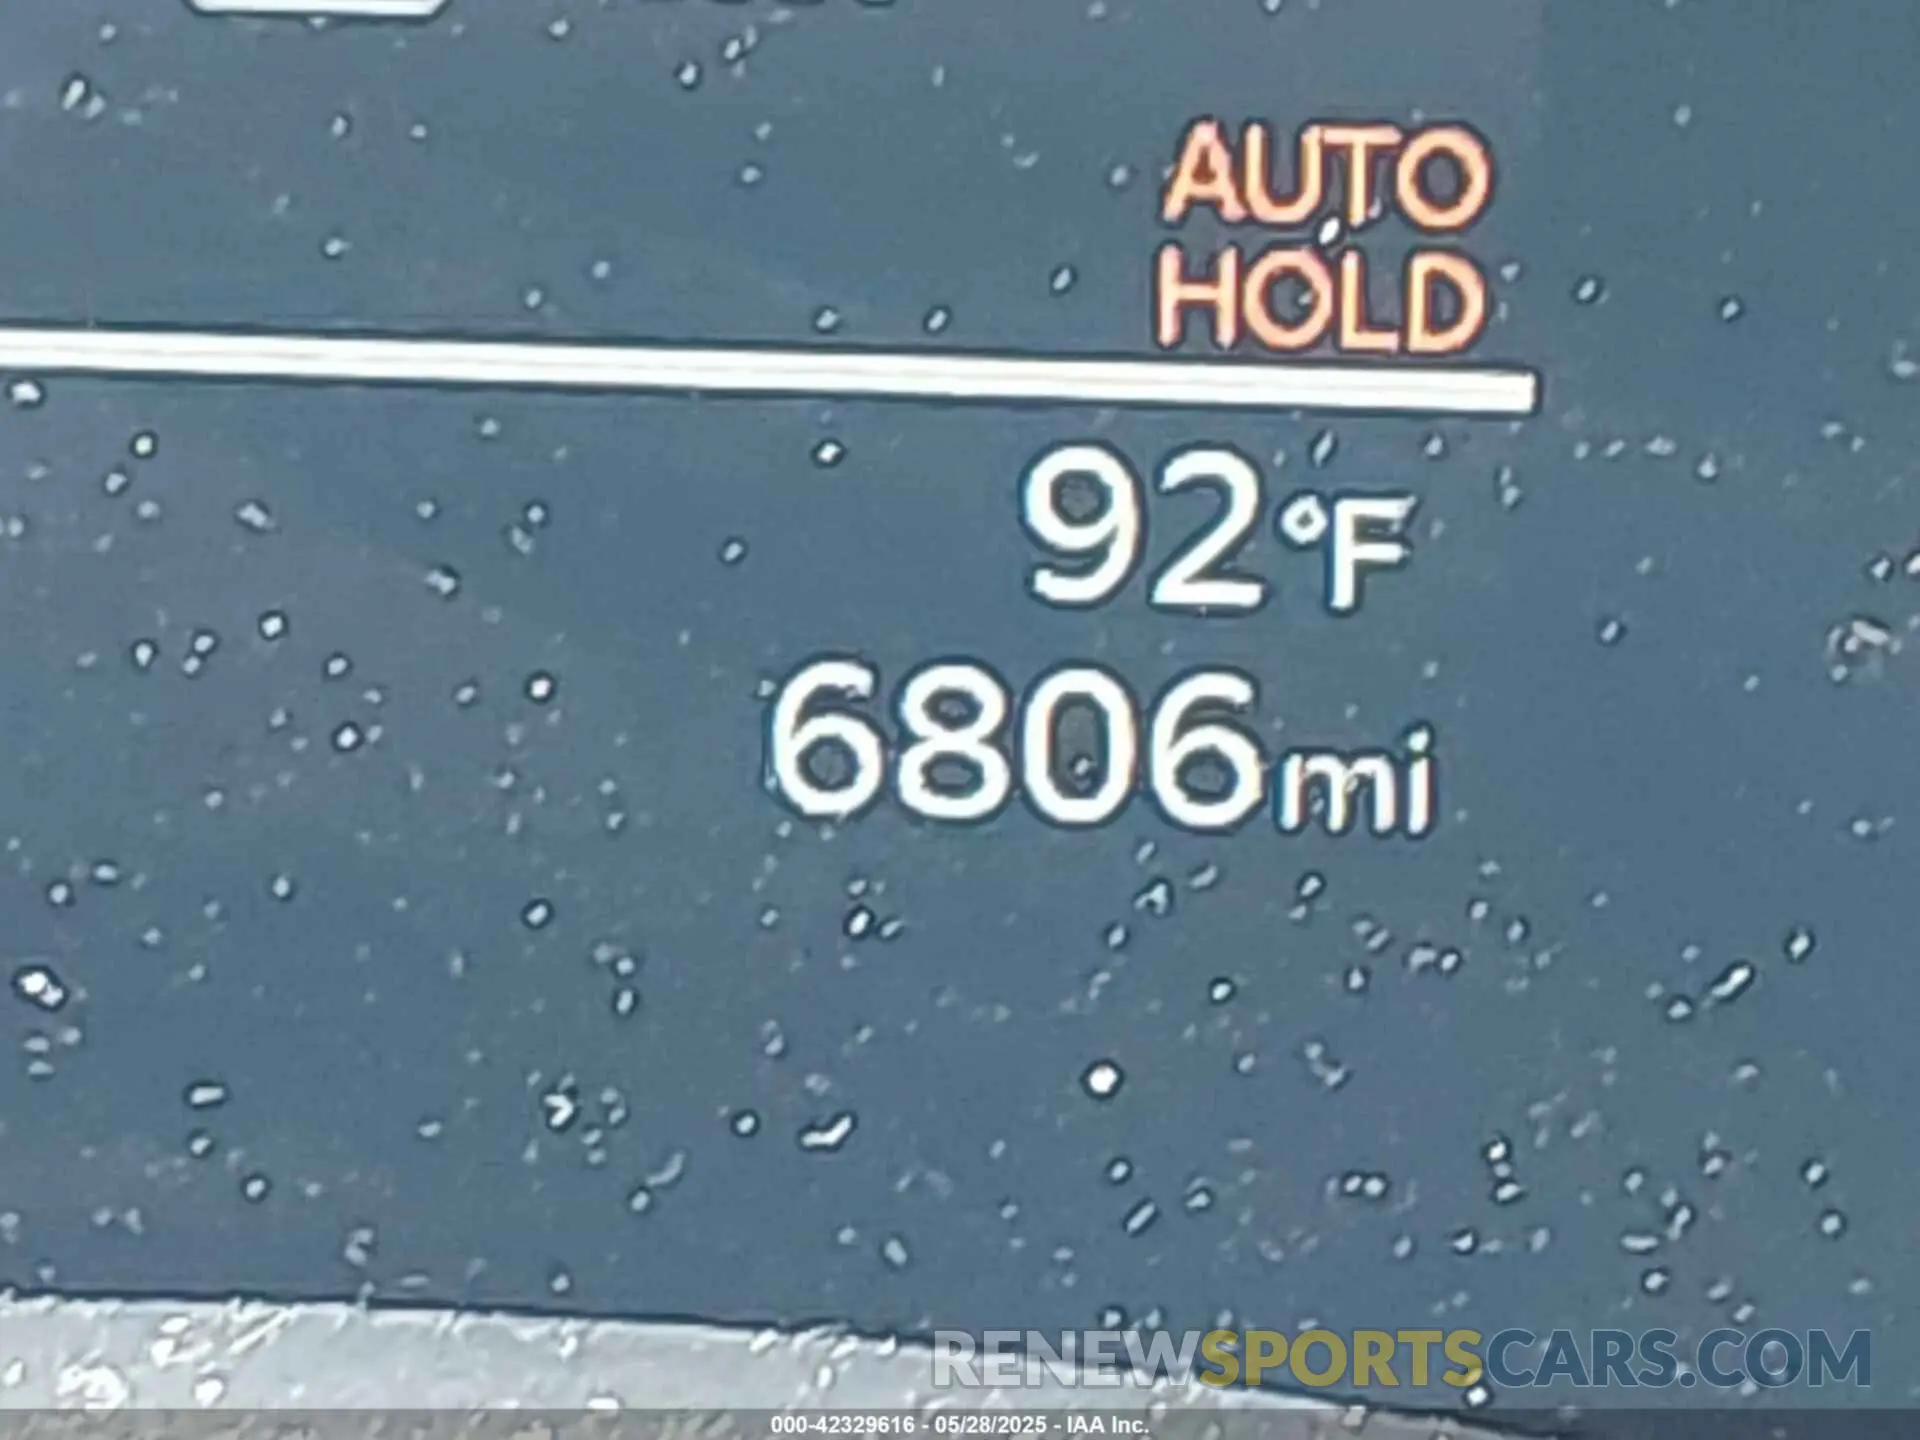 AUTO
HOLD
92°F
6806mi
RENEWSPORTSCARS.COM
000-42329616 - 05/28/2025 - IAA Inc.